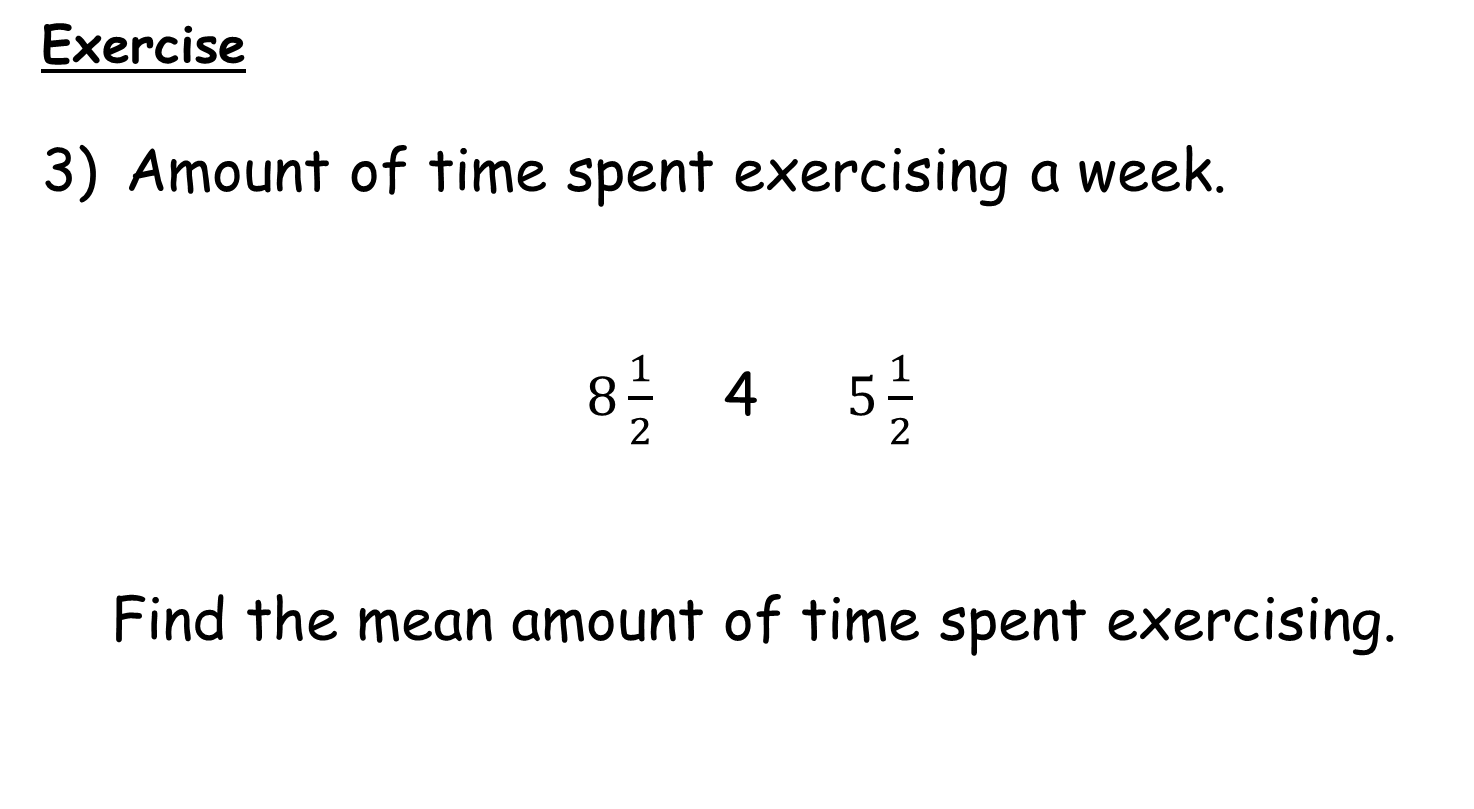 Exercise
3) Amount of time spent exercising a week.
8 1/2 4 5 1/2
Find the mean amount of time spent exercising.